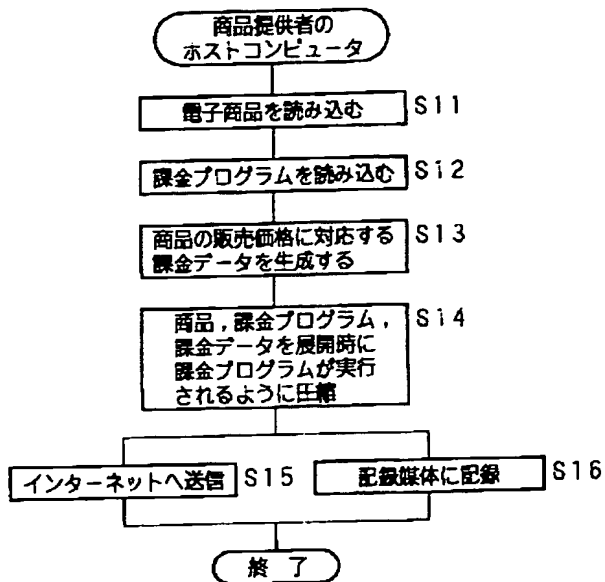 商品提供者の
ホストコンピュータ
電子商品を読み込む S11
課金プログラムを読み込む S12
商品の販売価格に対応する S13
課金データを生成する
商品，課金プログラム， S14
課金データを展開時に
課金プログラムが実行
されるように圧縮
インターネットへ送信 S15 記録媒体に記録 S16
終了